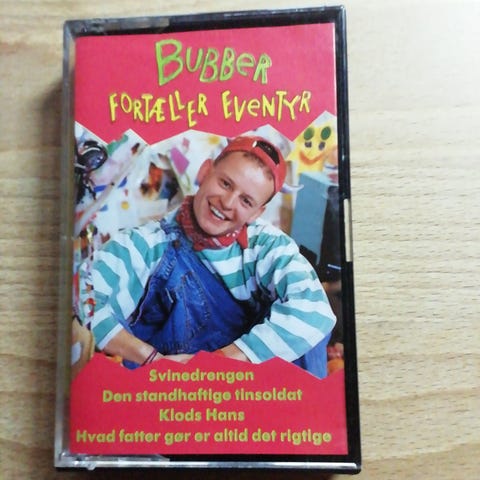 BUBBER
FORTÆLLER EVENTYR
Svinedrengen
Den standhaftige tinsoldat
Klods Hans
Hvad fatter gør er altid det rigtige